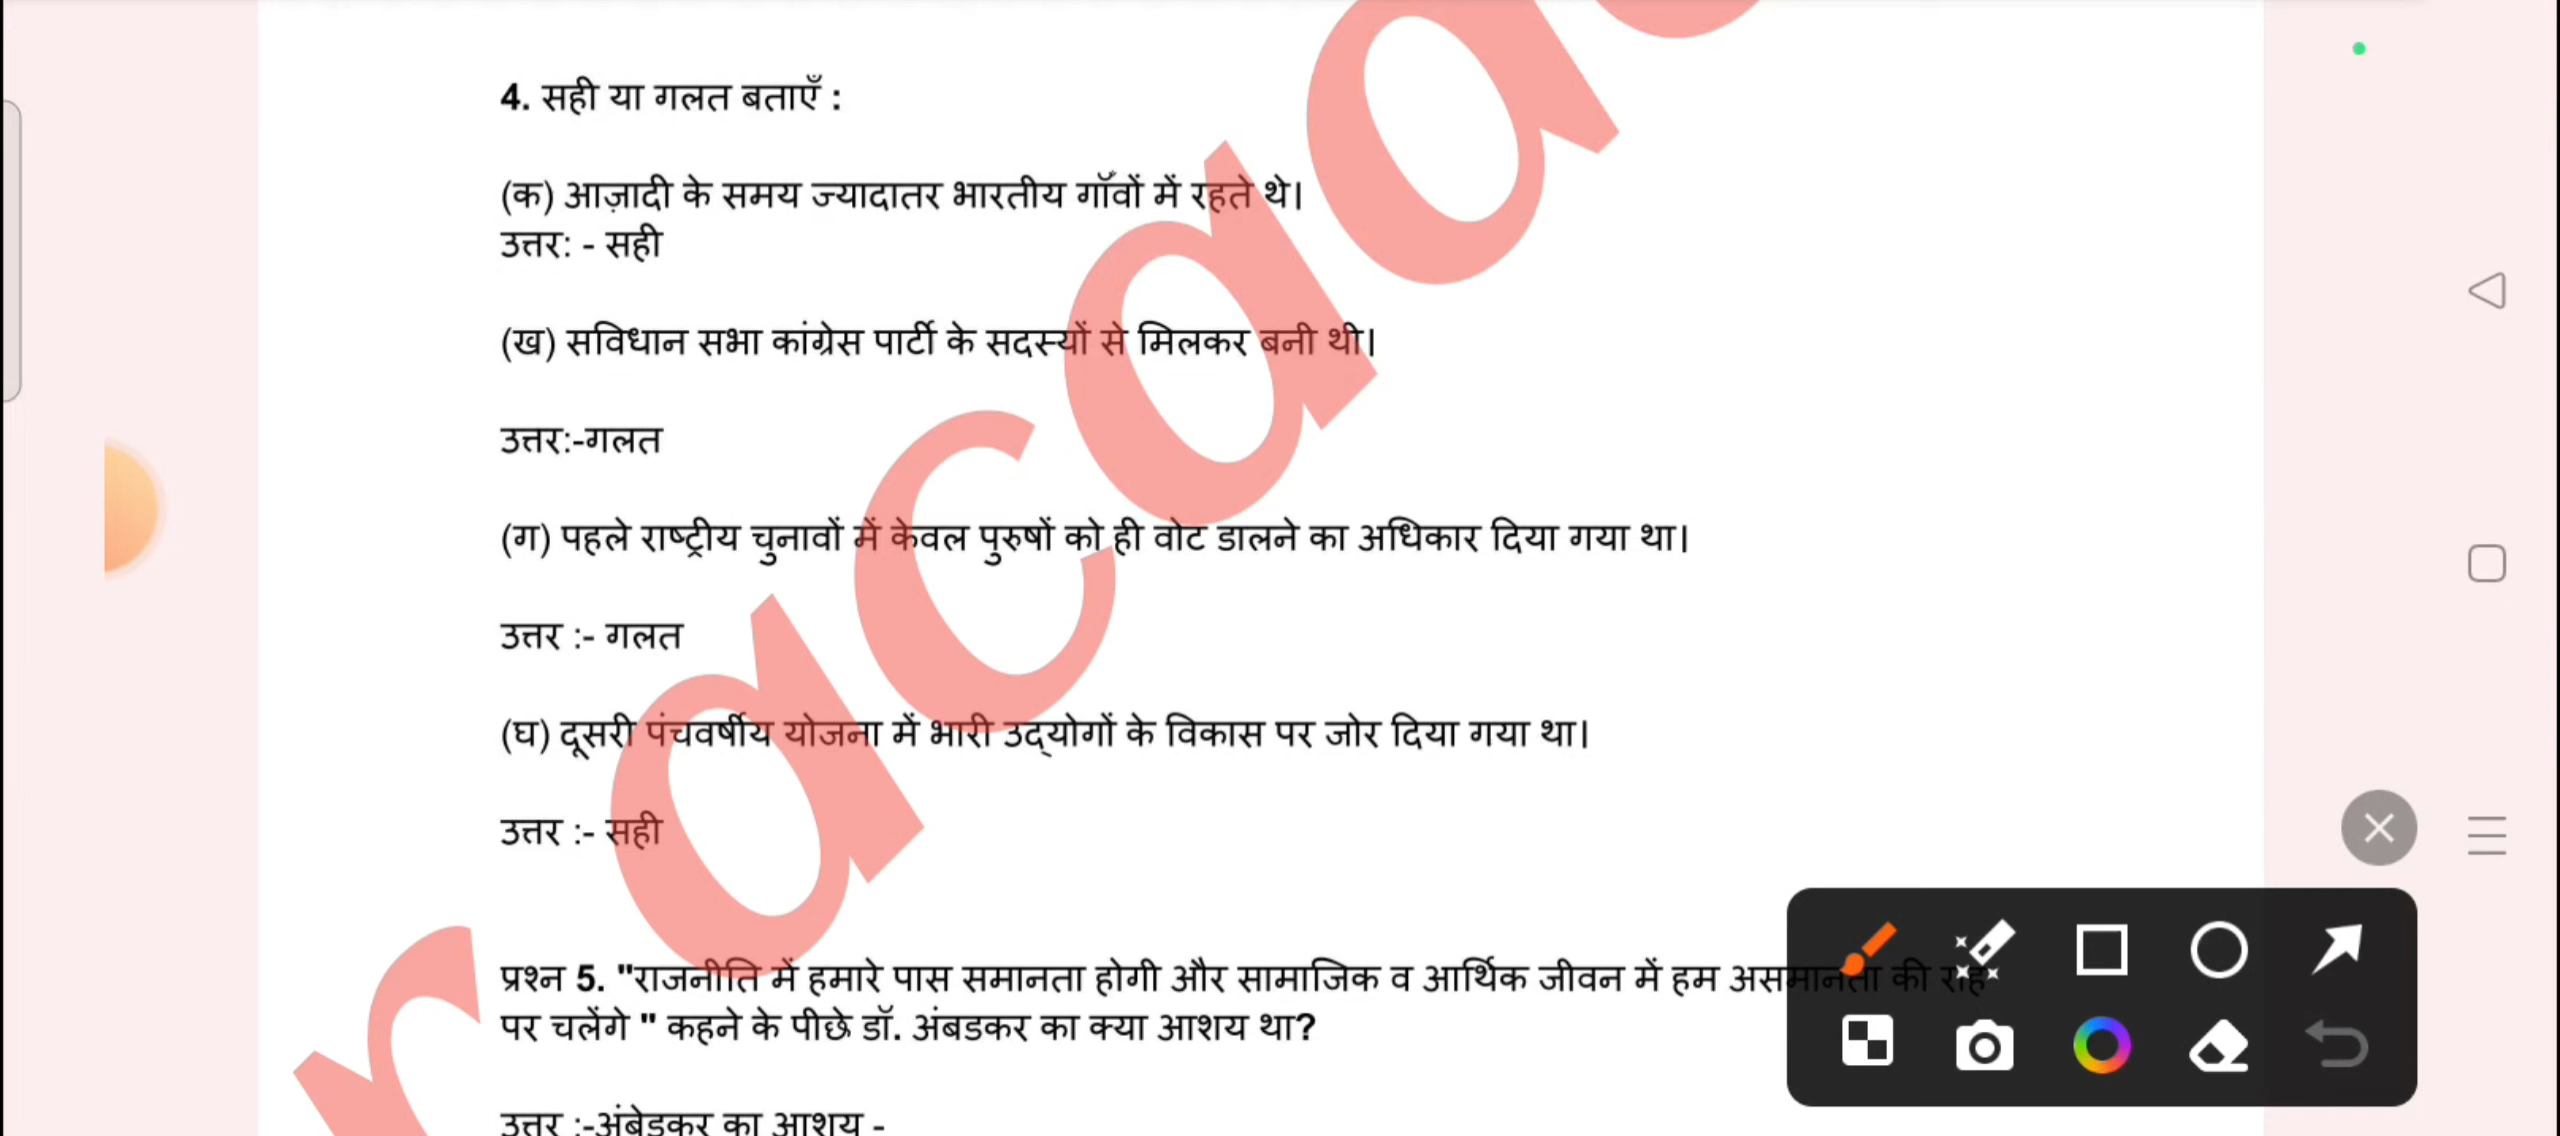 4. सही या गलत बताएँ :
(क) आज़ादी के समय ज्यादातर भारतीय गाँवों में रहते थे।
उत्तर: - सही
(ख) सविधान सभा कांग्रेस पार्टी के सदस्यों से मिलकर बनी थी।
उत्तर:-गलत
(ग) पहले राष्ट्रीय चुनावों में केवल पुरुषों को ही वोट डालने का अधिकार दिया गया था।
उत्तर :- गलत
(घ) दूसरी पंचवर्षीय योजना में भारी उद्योगों के विकास पर जोर दिया गया था।
उत्तर :- सही
प्रश्न 5. "राजनीति में हमारे पास समानता होगी और सामाजिक व आर्थिक जीवन में हम असमानता की राह
पर चलेंगे " कहने के पीछे डॉ. अंबडकर का क्या आशय था?
उत्तर :-अंबेडकर का आशय -